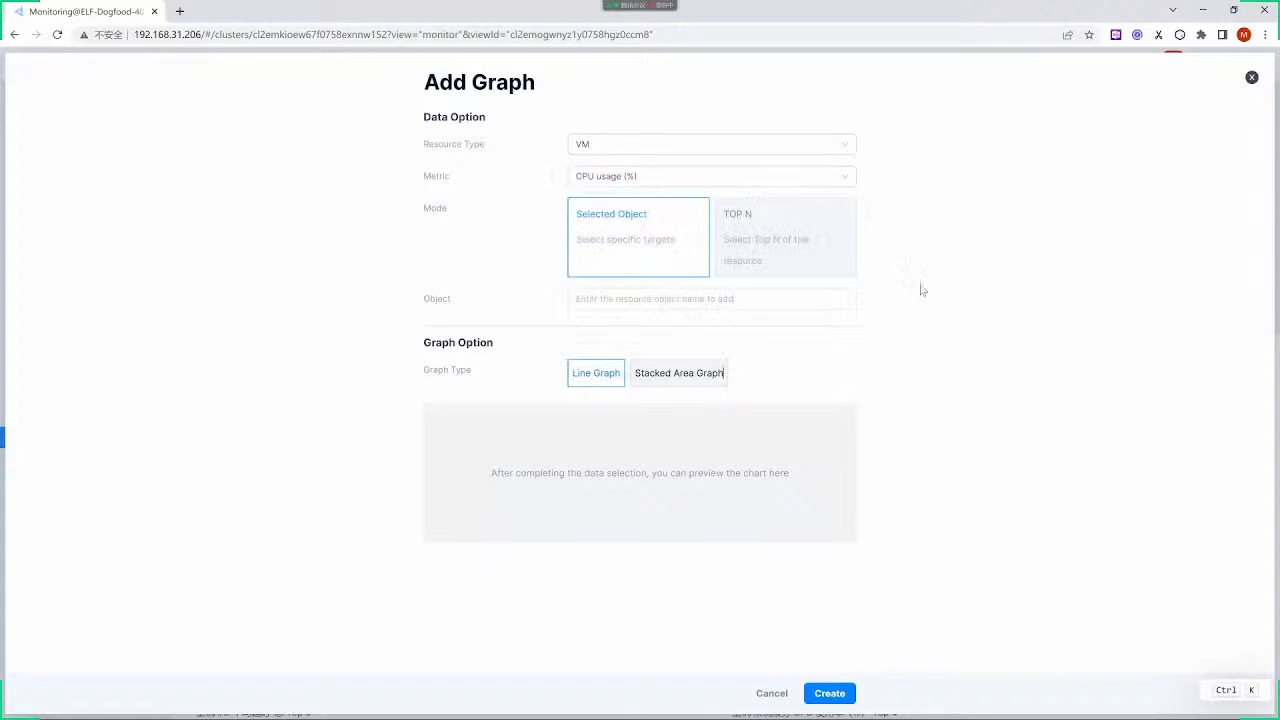 Monitoring@ELF-Dogfood-40
不安全
192.168.31.206/#/clusters/cl2emkioew67f0758exnnw152?view="monitor"&viewId="cl2emogwnyz1y0758hgz0ccm8"
M
Add Graph
Data Option
Resource Type
VM
Metric
CPU usage (%)
Mode
Selected Object
TOP N
Select specific targets
Select Top N of the
resource
Object
Enter the resource object name to add
Graph Option
Graph Type
Line Graph
Stacked Area Graph
After completing the data selection, you can preview the chart here
Cancel
Create
Ctrl
K